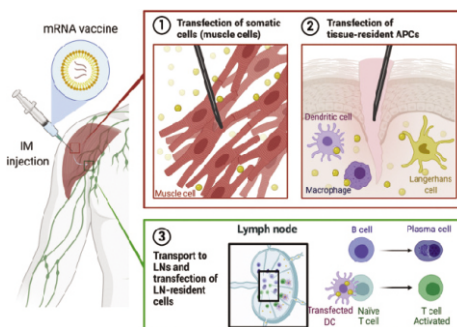 mRNA vaccine
IM
injection
1 Transfection of somatic
cells (muscle cells)
Muscle cell
2 Transfection of
tissue-resident APCs
Dendritic cell
Macrophage
Langerhans
cell
3
Transport to
LNs and
transfection of
LN-resident
cells
Lymph node
B cell
Plasma cell
Transfected
DC
Naïve
T cell
T cell
Activated